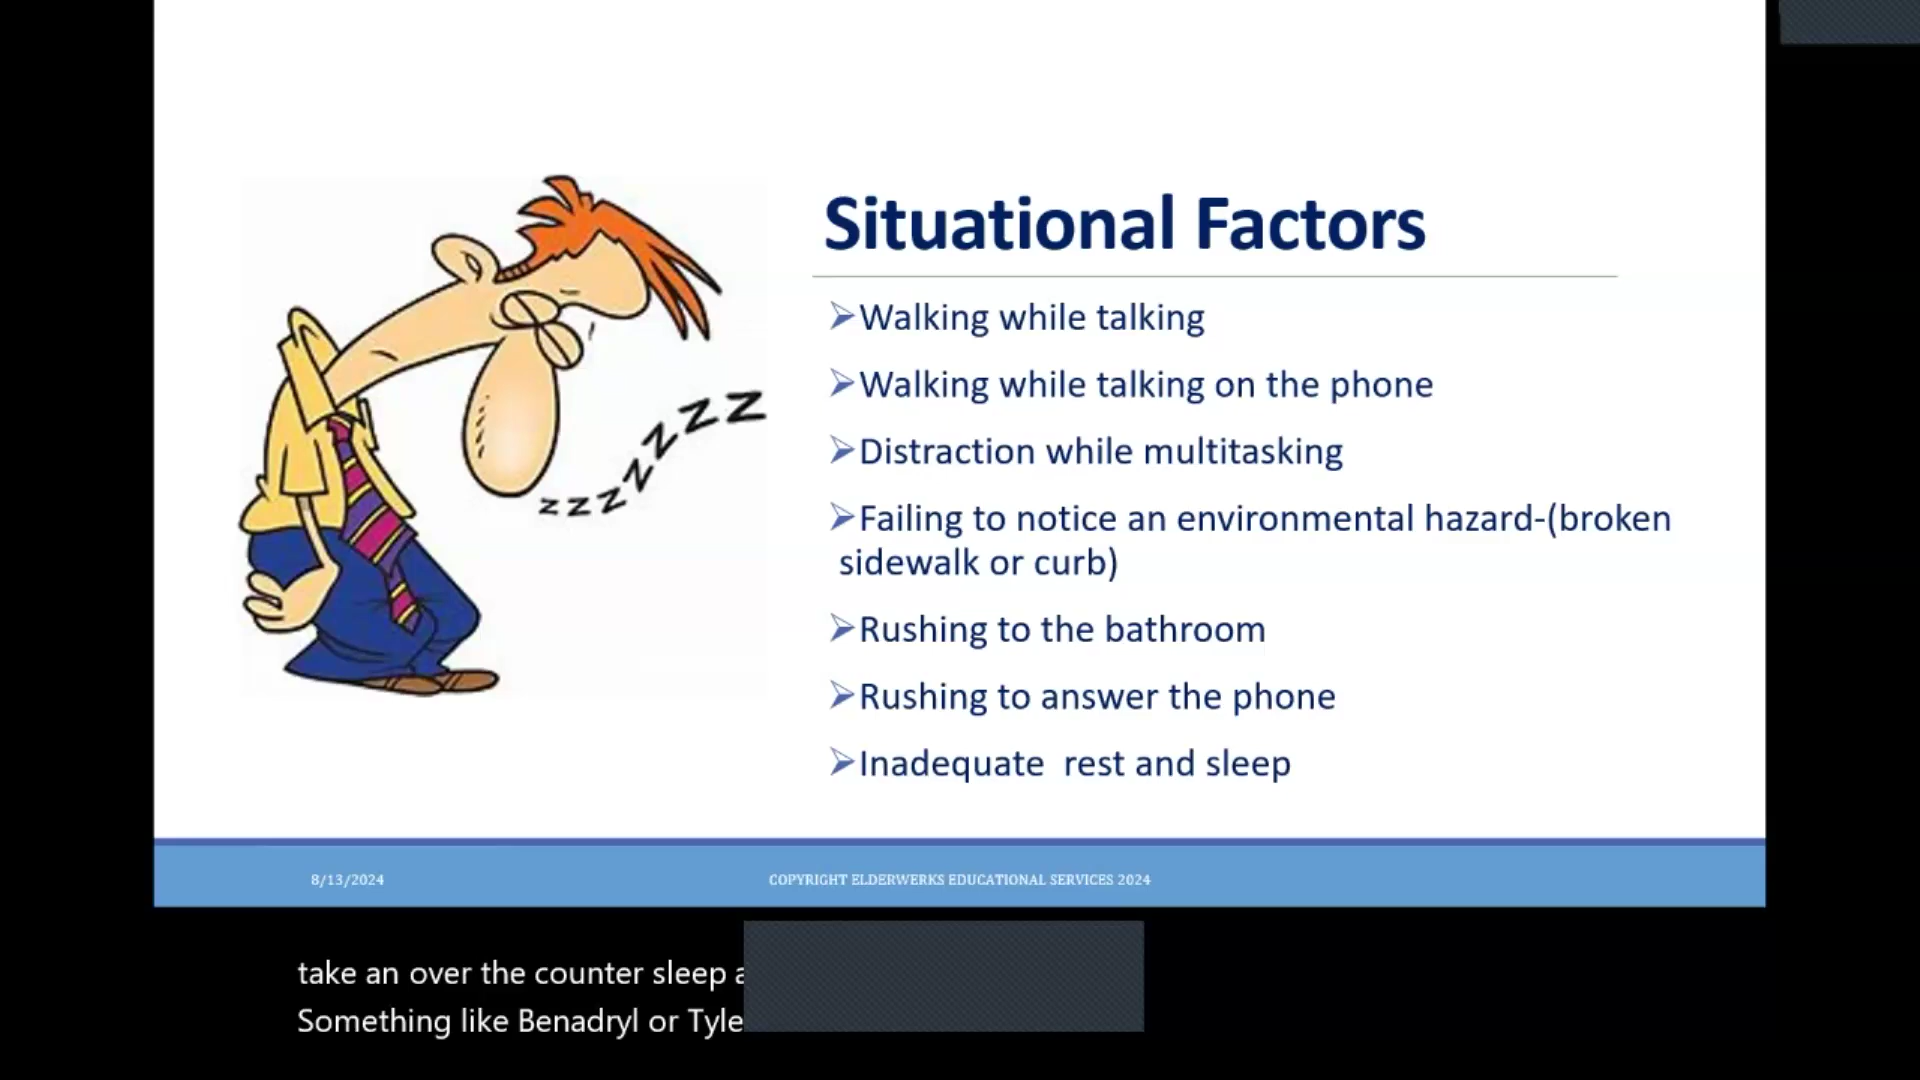 Situational Factors
Walking while talking
Walking while talking on the phone
Distraction while multitasking
Failing to notice an environmental hazard-(broken
sidewalk or curb)
Rushing to the bathroom
Rushing to answer the phone
Inadequate rest and sleep
zzzzzzz
8/13/2024
COPYRIGHT ELDERWERKS EDUCATIONAL SERVICES 2024
take an over the counter sleep
Something like Benadryl or